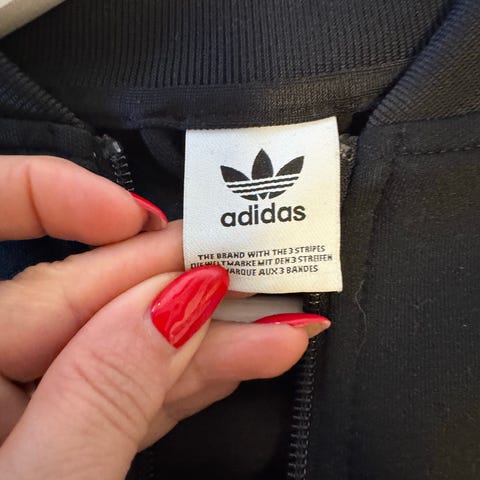 adidas
THE BRAND WITH THE 3 STRIPES
DIE WELTMARKE MIT DEN 3 STREIFEN
MARQUE AUX 3 BANDES